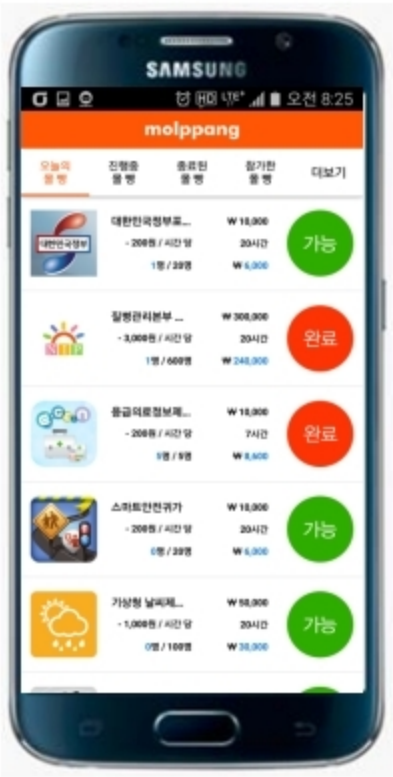 SAMSUNG
HD LTE+ 오전 8:25
molppang
오늘의 몰빵
진행중 몰빵
종료된 몰빵
참가한 몰빵
더보기
대한민국정부
대한민국정부포...
- 200원 / 시간 당
1명 / 20명
₩ 10,000
20시간
₩ 6,000
가능
NIP
질병관리본부 ...
- 3,000원 / 시간 당
1명 / 600명
₩ 300,000
20시간
₩ 240,000
완료
응급의료정보제...
- 200원 / 시간 당
5명 / 5명
₩ 10,000
7시간
₩ 8,600
완료
스마트안전귀가
- 200원 / 시간 당
0명 / 20명
₩ 10,000
20시간
₩ 6,000
가능
기상청 날씨제...
- 1,000원 / 시간 당
0명 / 100명
₩ 50,000
20시간
₩ 30,000
가능